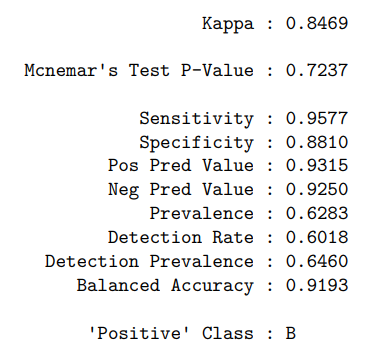 Kappa : 0.8469
Mcnemar's Test P-Value : 0.7237
Sensitivity : 0.9577
Specificity : 0.8810
Pos Pred Value : 0.9315
Neg Pred Value : 0.9250
Prevalence : 0.6283
Detection Rate : 0.6018
Detection Prevalence : 0.6460
Balanced Accuracy : 0.9193
'Positive' Class : B